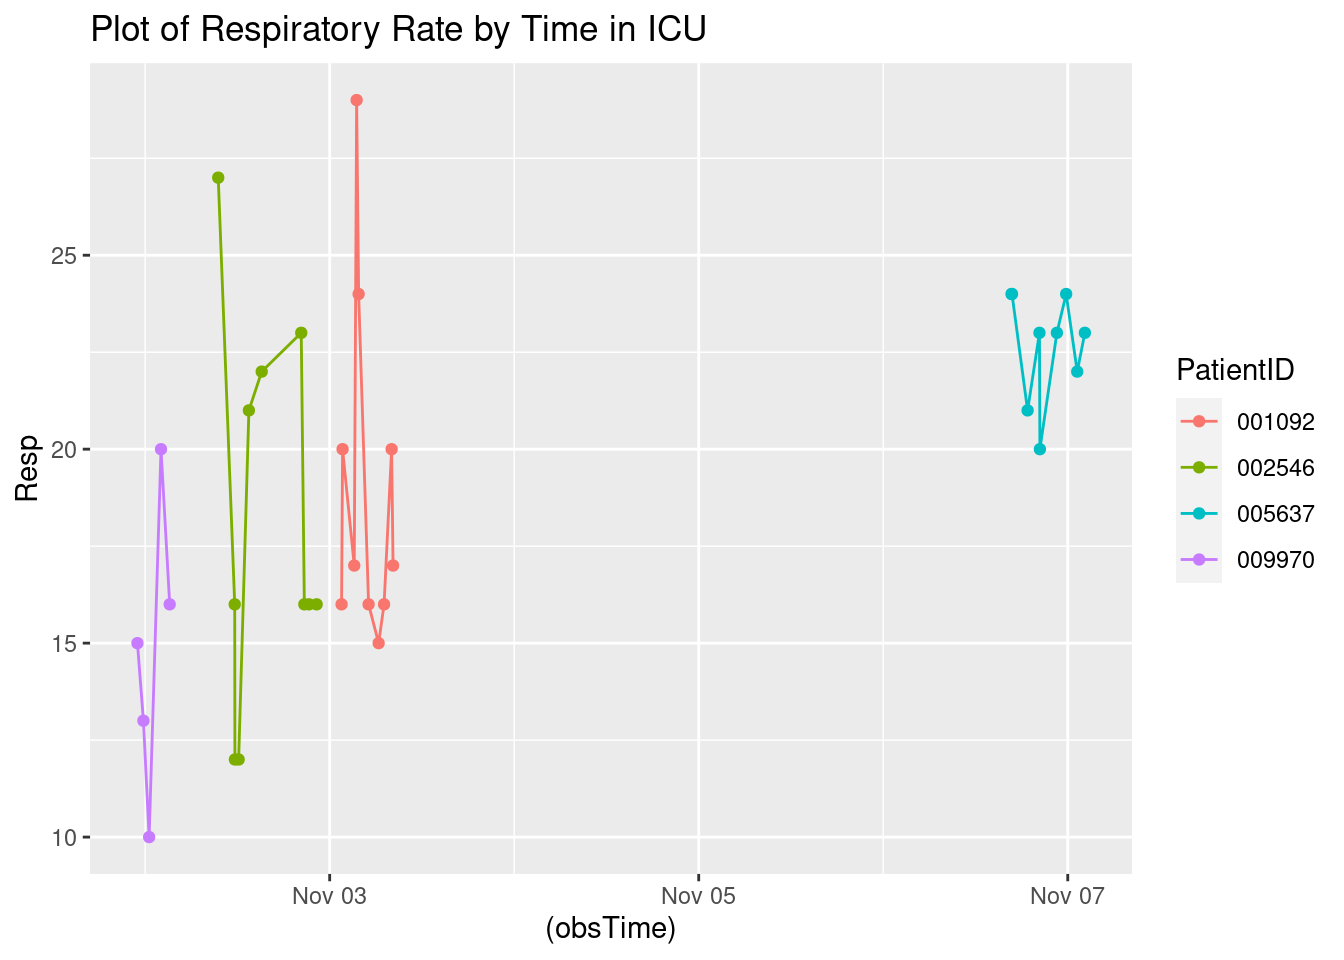 Plot of Respiratory Rate by Time in ICU
Resp
25
20
15
10
Nov 03 Nov 05 Nov 07
(obsTime)
PatientID
001092
002546
005637
009970